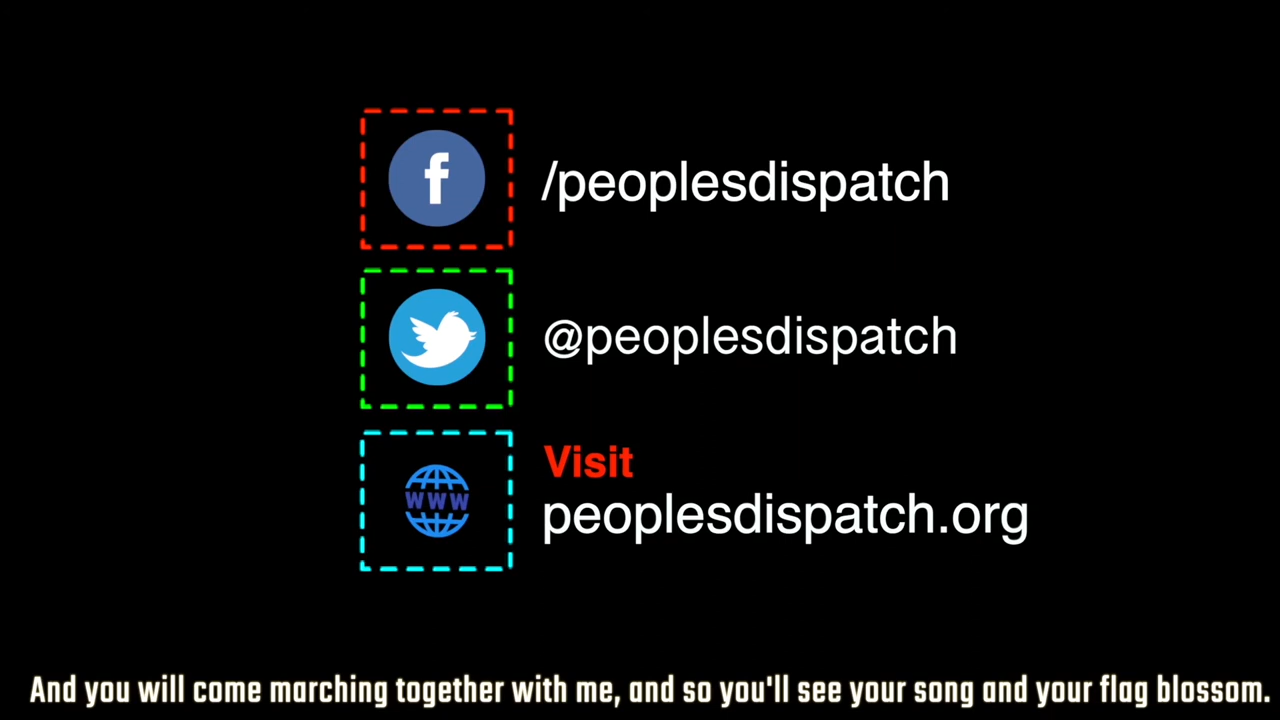 f
/peoplesdispatch
@peoplesdispatch
Visit
WWW
peoplesdispatch.org
And you will come marching together with me, and so you'll see your song and your flag blossom.